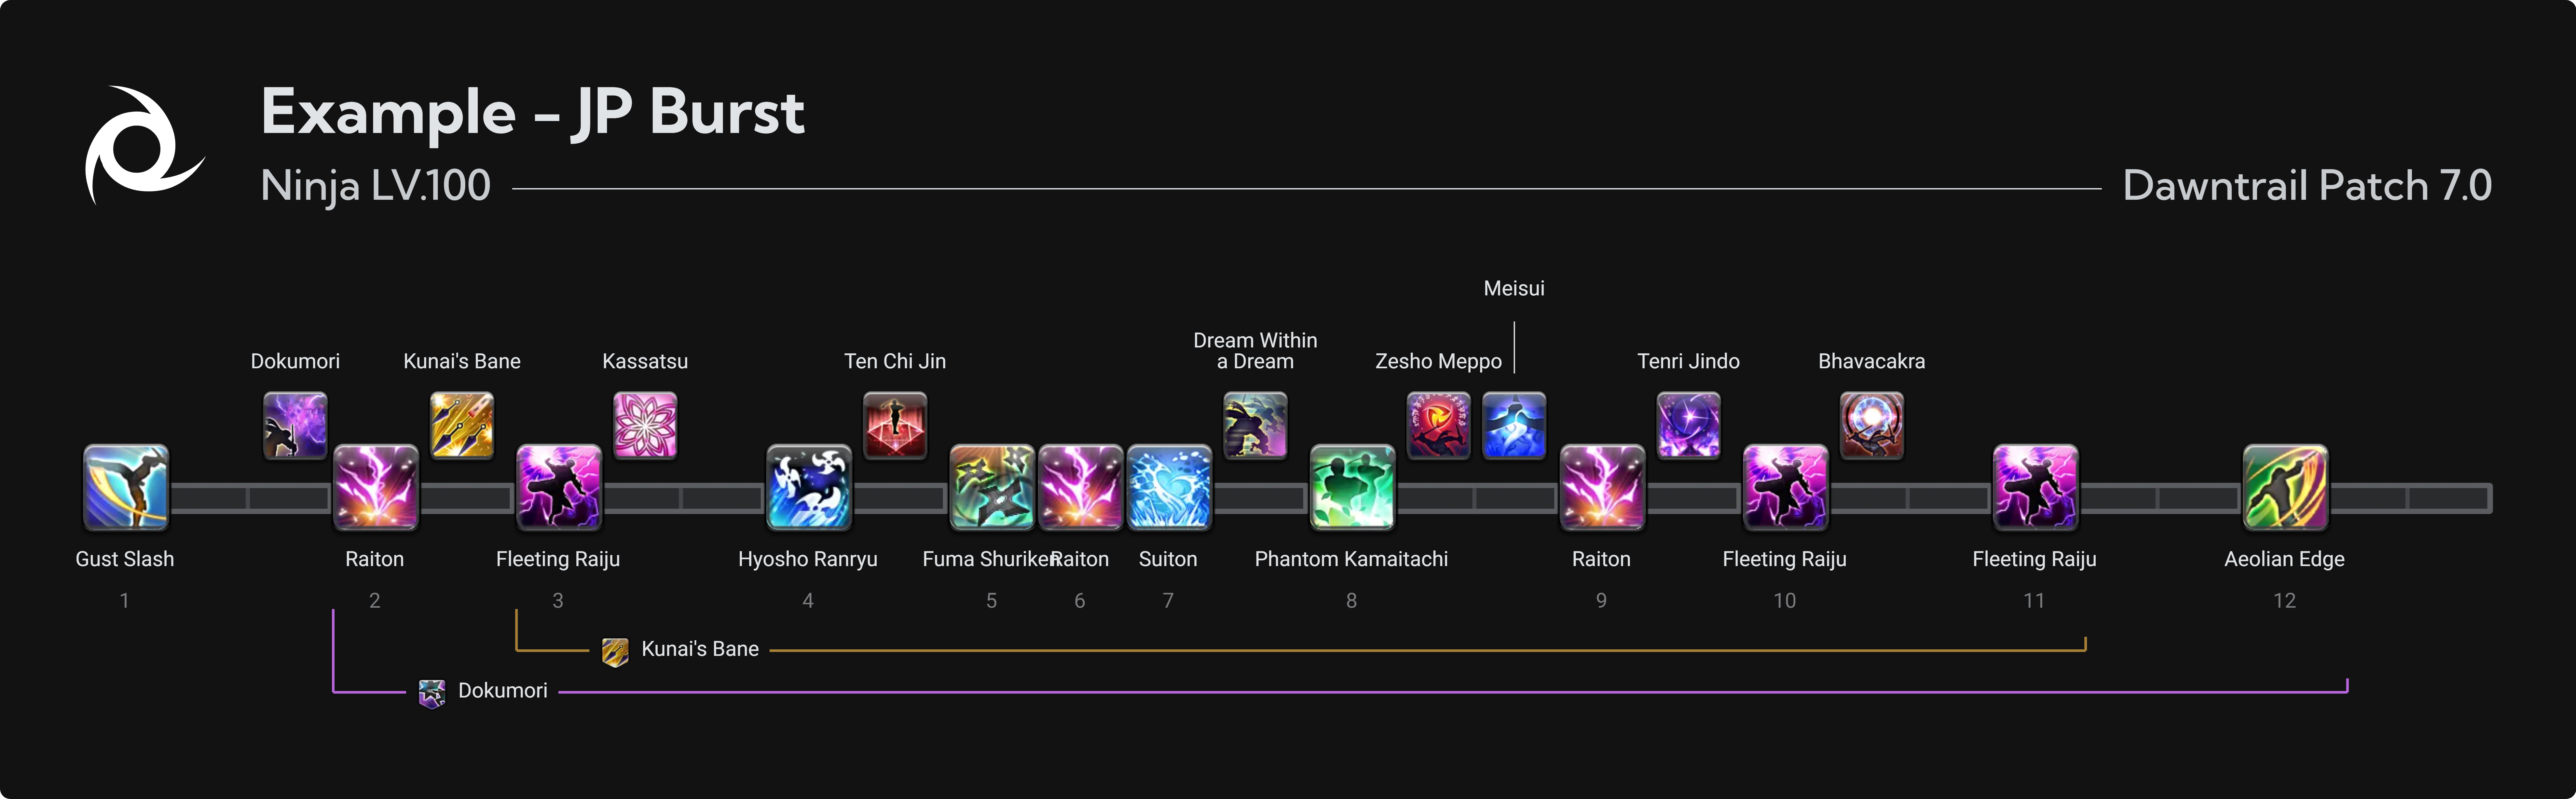 Example - JP Burst
Ninja LV.100
Dawntrail Patch 7.0
Meisui
Dokumori
Kunai's Bane
Kassatsu
Ten Chi Jin
Dream Within
a Dream
Zesho Meppo
Tenri Jindo
Bhavacakra
Gust Slash
Raiton
Fleeting Raiju
Hyosho Ranryu
Fuma Shuriken
Raiton
Suiton
Phantom Kamaitachi
Raiton
Fleeting Raiju
Fleeting Raiju
Aeolian Edge
1
2
3
4
5
6
7
8
9
10
11
12
Kunai's Bane
Dokumori